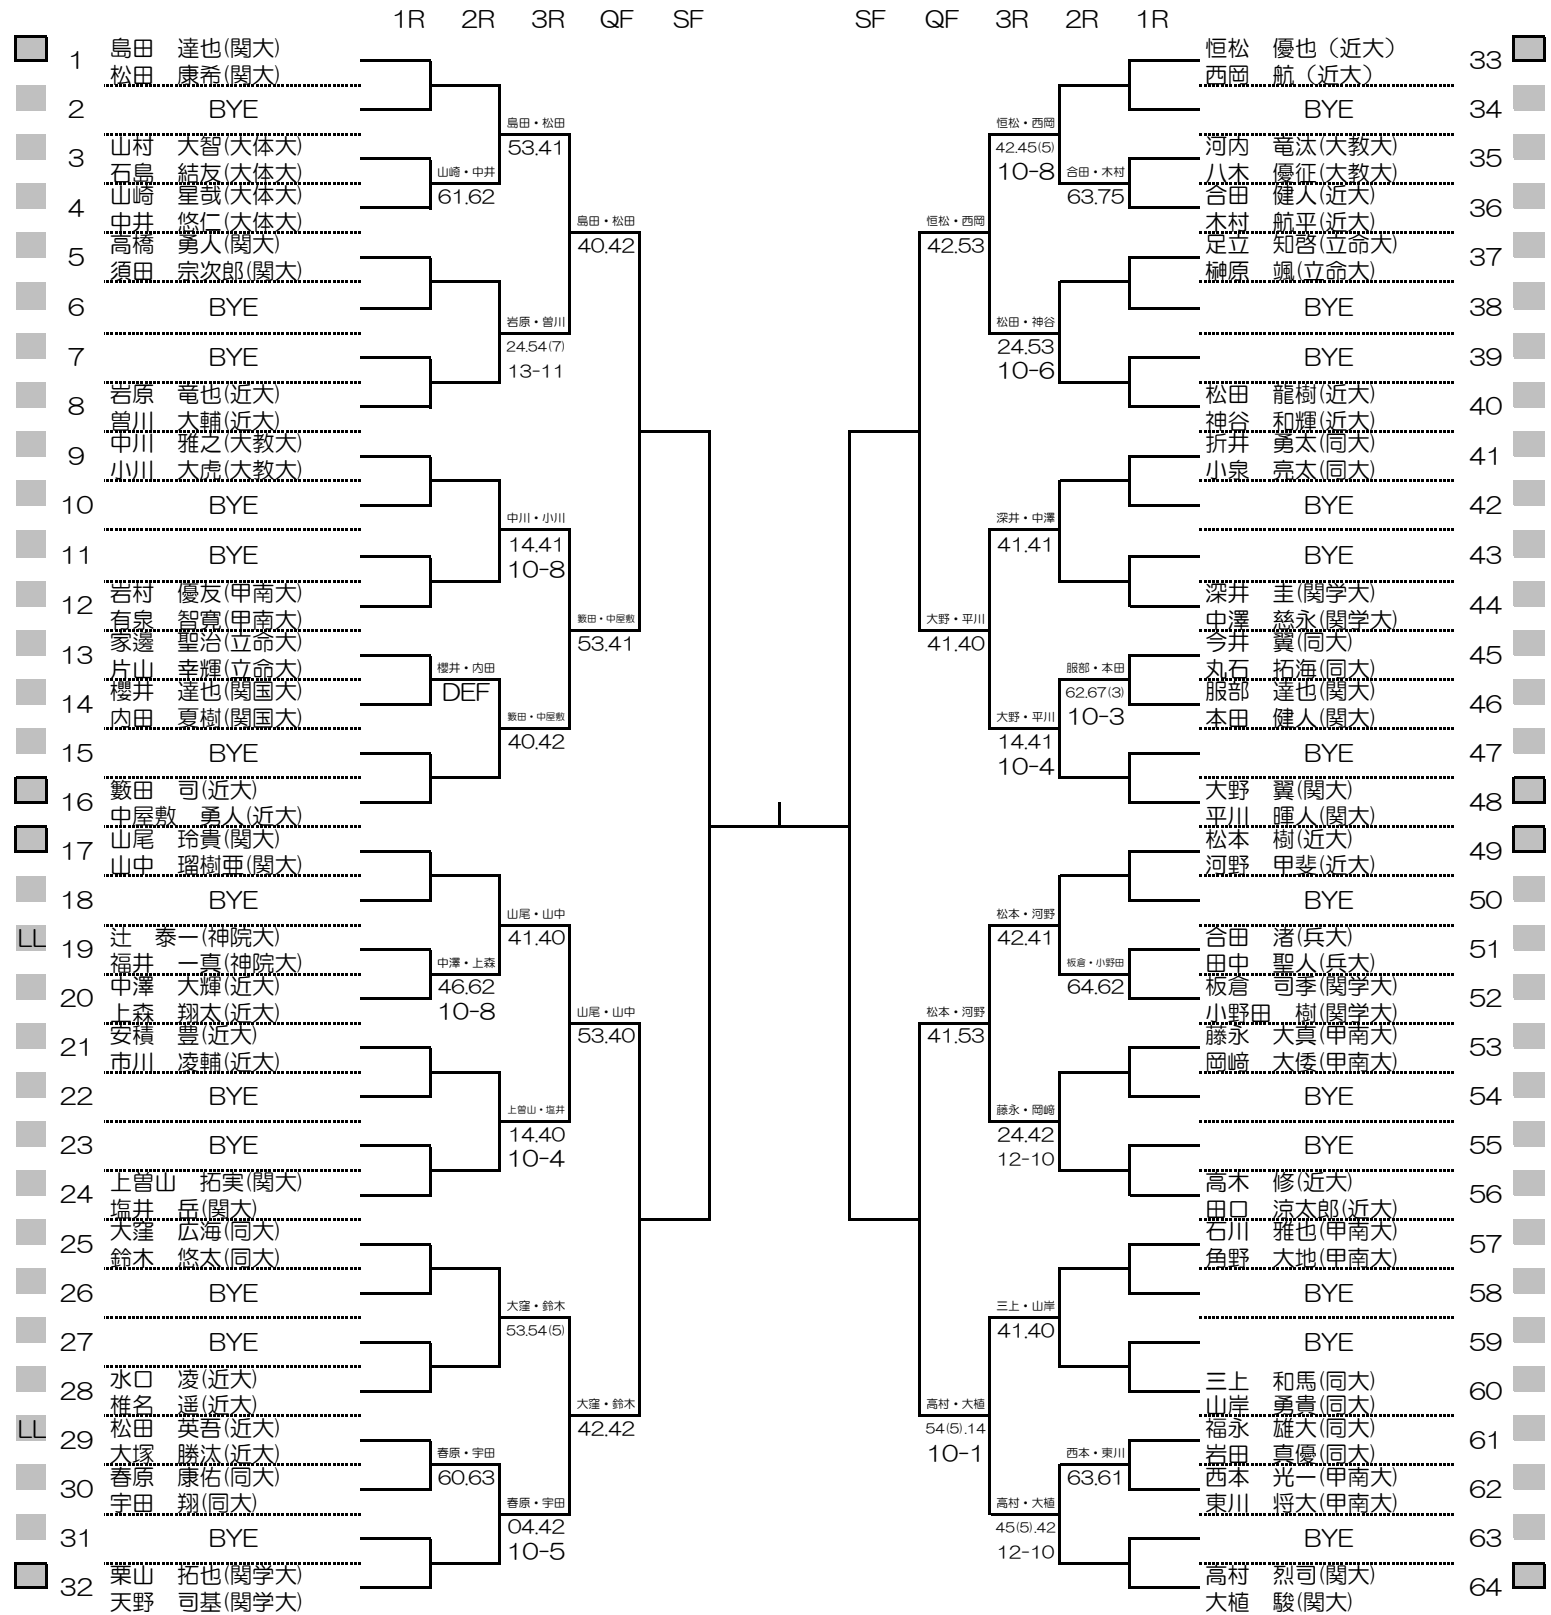 1R 2R 3R QF SF
SF QF 3R 2R 1R
1
島田 達也(関大)
松田 康希(関大)
2 BYE
3
山村 大智(大体大)
石島 結友(大体大)
4
山崎 星哉(大体大)
中井 悠仁(大体大)
5
高橋 勇人(関大)
須田 宗次郎(関大)
6 BYE
7 BYE
8
岩原 竜也(近大)
曽川 大輔(近大)
9
中川 雅之(大教大)
小川 大虎(大教大)
10 BYE
11 BYE
12
岩村 優友(甲南大)
有泉 智寛(甲南大)
13
家邊 聖治(立命大)
片山 幸輝(立命大)
14
櫻井 達也(関国大)
内田 夏樹(関国大)
15 BYE
16
籔田 司(近大)
中屋敷 勇人(近大)
17
山尾 玲貴(関大)
山中 瑠樹亜(関大)
18 BYE
LL 19
辻 泰一(神院大)
福井 一真(神院大)
20
中澤 大輝(近大)
上森 翔太(近大)
21
安積 豊(近大)
市川 凌輔(近大)
22 BYE
23 BYE
24
上曽山 拓実(関大)
塩井 岳(関大)
25
大窪 広海(同大)
鈴木 悠太(同大)
26 BYE
27 BYE
28
水口 凌(近大)
椎名 遥(近大)
LL 29
松田 英吾(近大)
大塚 勝汰(近大)
30
春原 康佑(同大)
宇田 翔(同大)
31 BYE
32
栗山 拓也(関学大)
天野 司基(関学大)
山崎・中井
61.62
櫻井・内田
DEF
中澤・上森
46.62
10-8
春原・宇田
60.63
島田・松田
53.41
岩原・曽川
24.54(7)
13-11
中川・小川
14.41
10-8
籔田・中屋敷
40.42
山尾・山中
41.40
上曽山・塩井
14.40
10-4
大窪・鈴木
53.54(5)
春原・宇田
04.42
10-5
島田・松田
40.42
籔田・中屋敷
53.41
山尾・山中
53.40
大窪・鈴木
42.42
恒松・西岡
42.53
大野・平川
41.40
松本・河野
41.53
高村・大植
54(5).14
10-1
恒松・西岡
42.45(5)
10-8
松田・神谷
24.53
10-6
深井・中澤
41.41
大野・平川
14.41
10-4
松本・河野
42.41
藤永・岡﨑
24.42
12-10
三上・山岸
41.40
高村・大植
45(5).42
12-10
合田・木村
63.75
服部・本田
62.67(3)
10-3
板倉・小野田
64.62
西本・東川
63.61
恒松 優也（近大）
西岡 航（近大）
33
BYE 34
河内 竜汰(大教大)
八木 優征(大教大)
35
合田 健人(近大)
木村 航平(近大)
36
足立 知啓(立命大)
榊原 颯(立命大)
37
BYE 38
BYE 39
松田 龍樹(近大)
神谷 和輝(近大)
40
折井 勇太(同大)
小泉 亮太(同大)
41
BYE 42
BYE 43
深井 圭(関学大)
中澤 慈永(関学大)
44
今井 翼(同大)
丸石 拓海(同大)
45
服部 達也(関大)
本田 健人(関大)
46
BYE 47
大野 翼(関大)
平川 暉人(関大)
48
松本 樹(近大)
河野 甲斐(近大)
49
BYE 50
合田 渚(兵大)
田中 聖人(兵大)
51
板倉 司季(関学大)
小野田 樹(関学大)
52
藤永 大真(甲南大)
岡﨑 大倭(甲南大)
53
BYE 54
BYE 55
高木 修(近大)
田口 涼太郎(近大)
56
石川 雅也(甲南大)
角野 大地(甲南大)
57
BYE 58
BYE 59
三上 和馬(同大)
山岸 勇貴(同大)
60
福永 雄大(同大)
岩田 真優(同大)
61
西本 光一(甲南大)
東川 将大(甲南大)
62
BYE 63
高村 烈司(関大)
大植 駿(関大)
64